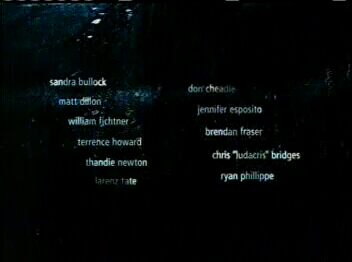 sandra bullock
matt dillon
william fichtner
terrence howard
thandie newton
larenz tate
don cheadle
jennifer esposito
brendan fraser
chris "ludacris" bridges
ryan phillippe